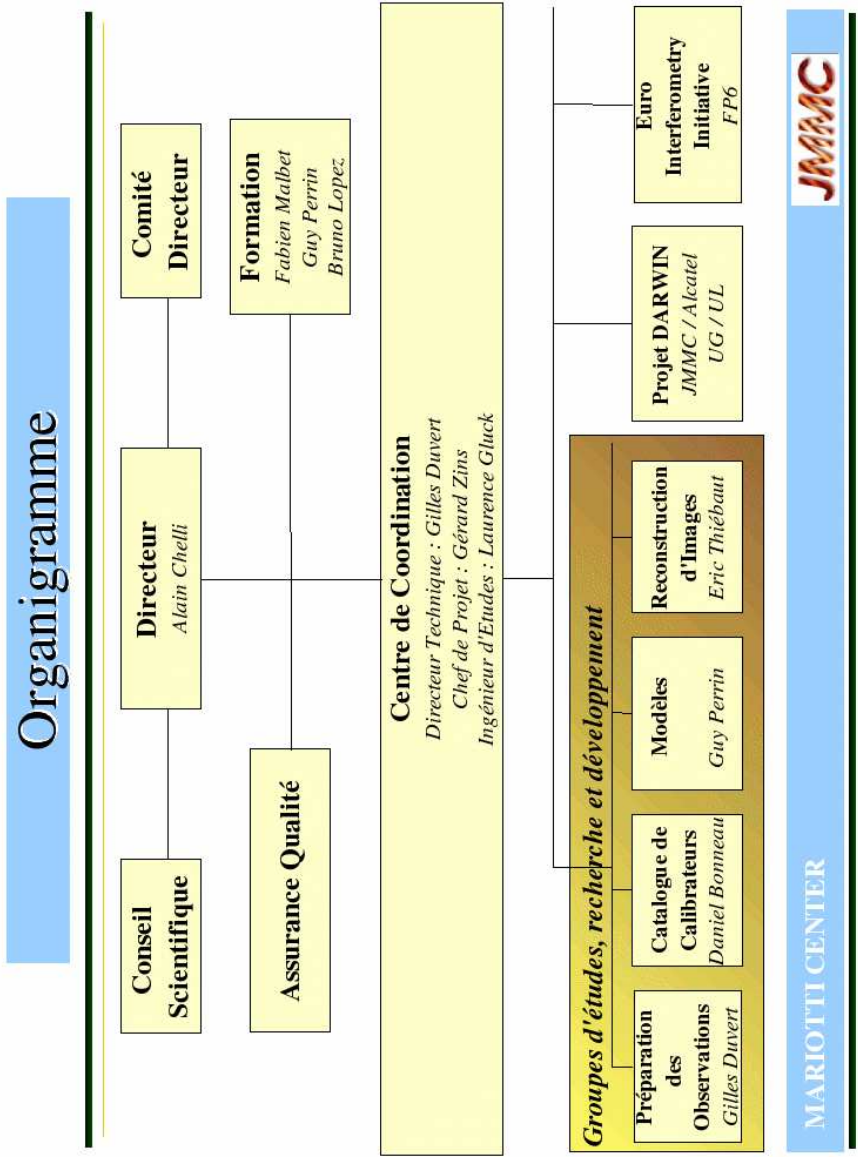 Organigramme
Conseil
Scientifique
Directeur
Alain Chelli
Comité
Directeur
Assurance Qualité
Formation
Fabien Malbet
Guy Perrin
Bruno Lopez
Centre de Coordination
Directeur Technique : Gilles Duvert
Chef de Projet : Gérard Zins
Ingénieur d'Etudes : Laurence Gluck
Groupes d'études, recherche et développement
Préparation
des
Observations
Gilles Duvert
Catalogue de
Calibrateurs
Daniel Bonneau
Modèles
Guy Perrin
Reconstruction
d'Images
Eric Thiébaut
Projet DARWIN
JMMC / Alcatel
UG / UL
Euro
Interferometry
Initiative
FP6
MARIOTTI CENTER
JMMC